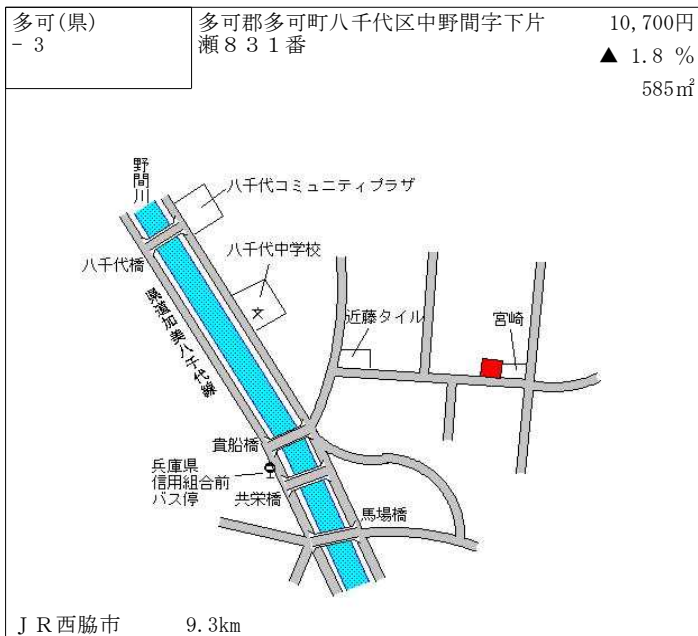 多可(県)
- 3
多可郡多可町八千代区中野間字下片
瀬８３１番
10,700円
▲ 1.8 %
585㎡
野間川
八千代コミュニティプラザ
八千代橋
八千代中学校
県道加美八千代線
近藤タイル
宮崎
貴船橋
兵庫県
信用組合前
バス停
共栄橋
馬場橋
ＪＲ西脇市
9.3km